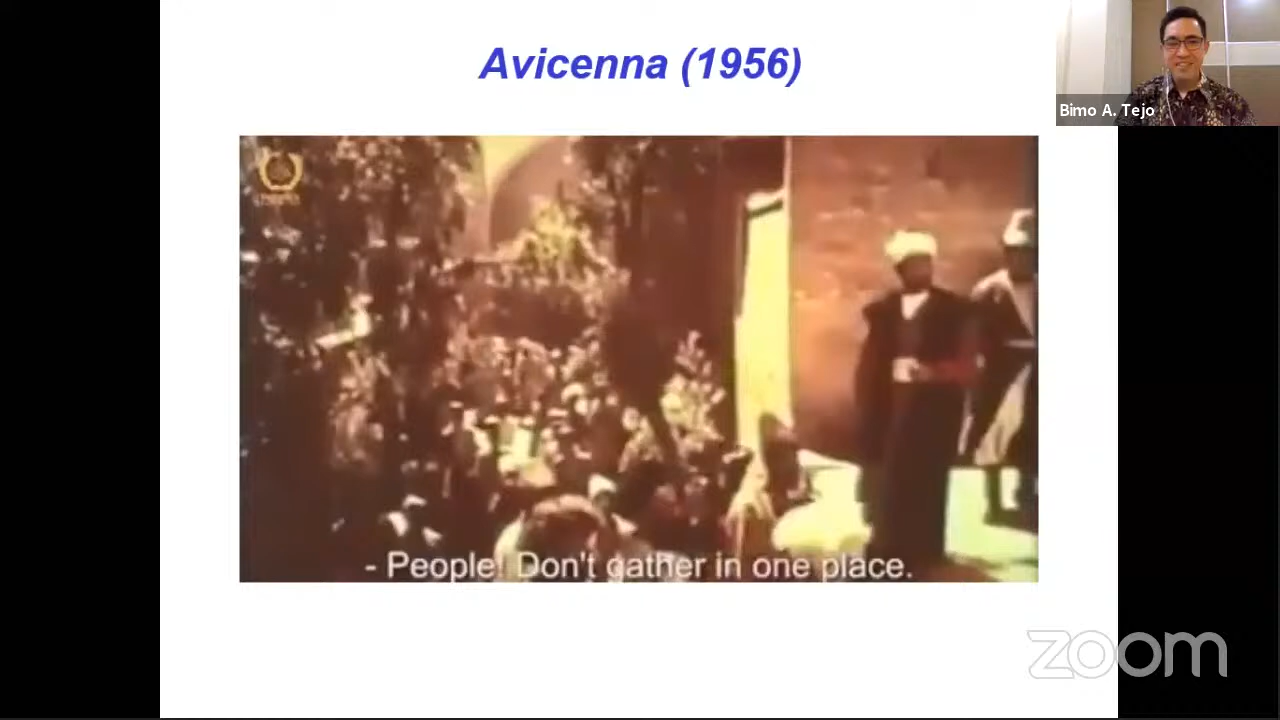 Avicenna (1956)
Bimo A. Tejo
- People! Don't gather in one place.
zoom